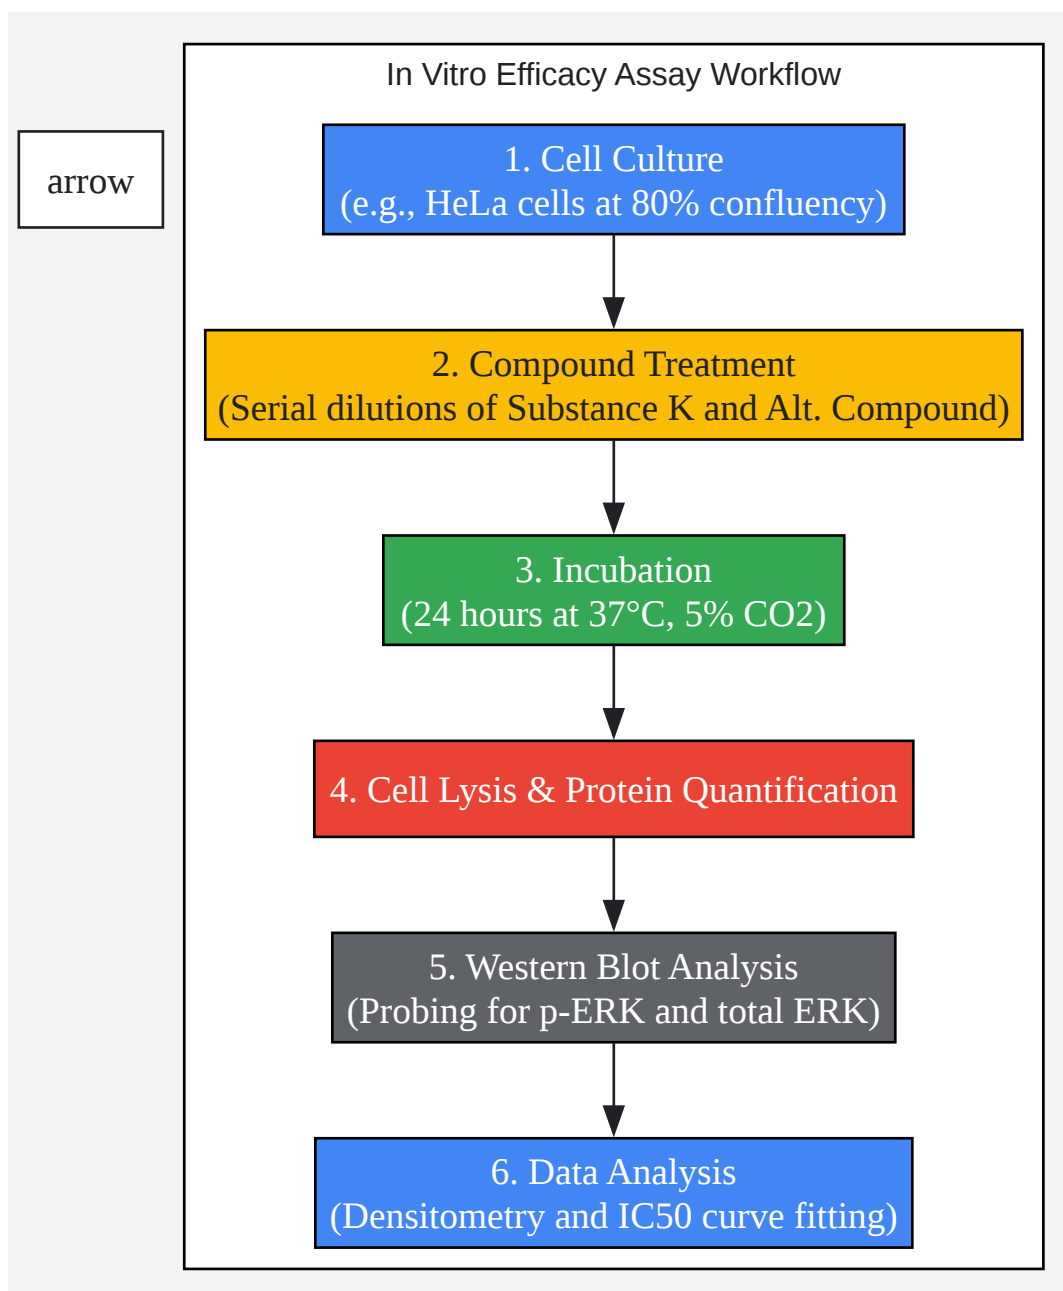 In Vitro Efficacy Assay Workflow
arrow
1. Cell Culture
(e.g., HeLa cells at 80% confluency)
2. Compound Treatment
(Serial dilutions of Substance K and Alt. Compound)
3. Incubation
(24 hours at 37°C, 5% CO2)
4. Cell Lysis & Protein Quantification
5. Western Blot Analysis
(Probing for p-ERK and total ERK)
6. Data Analysis
(Densitometry and IC50 curve fitting)